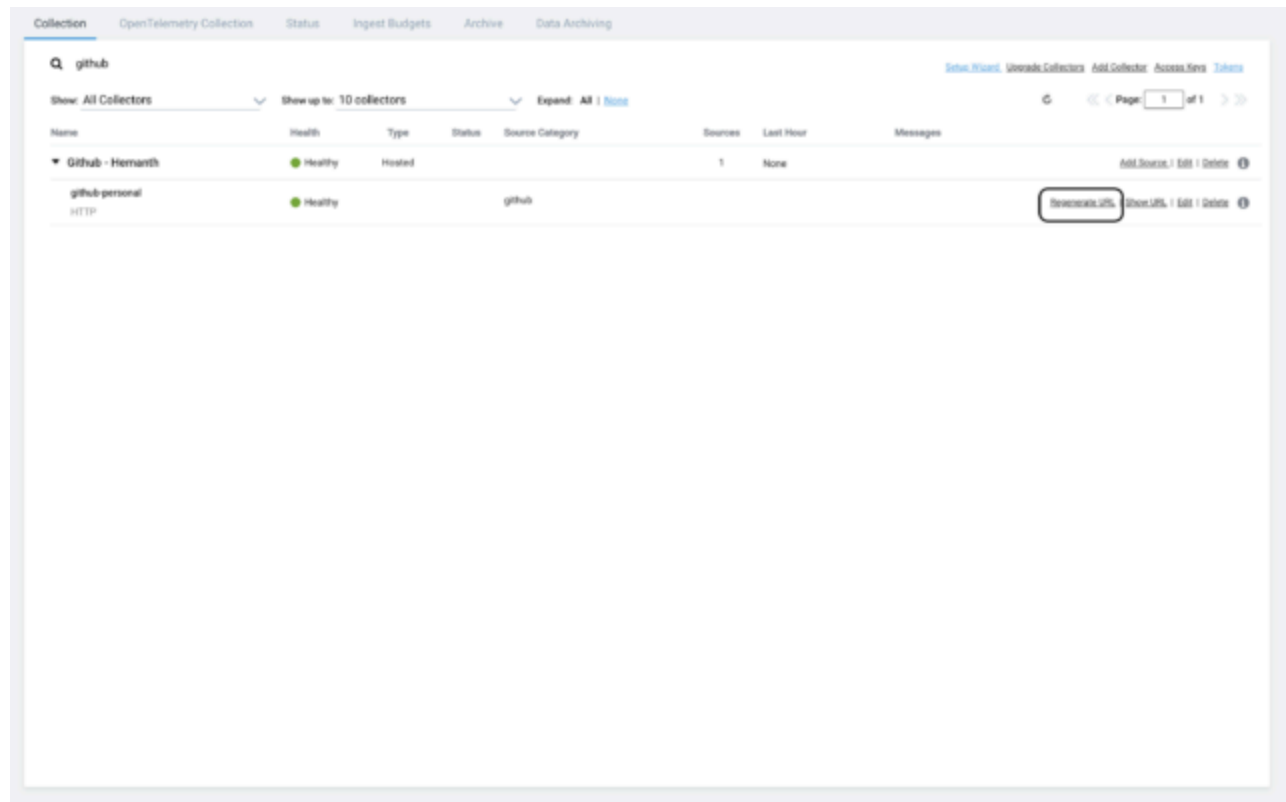 Collection OpenTelemetry Collection Status Ingest Budgets Archive Data Archiving
github
Setup Wizard Upgrade Collectors Add Collector Access Keys Tokens
Show: All Collectors Show up to: 10 collectors Expand: All | None Page: 1 of 1
Name Health Type Status Source Category Sources Last Hour Messages
Github - Hemanth Healthy Hosted 1 None Add Source | Edit | Delete
github-personal Healthy github Regenerate URL | Show URL | Edit | Delete
HTTP